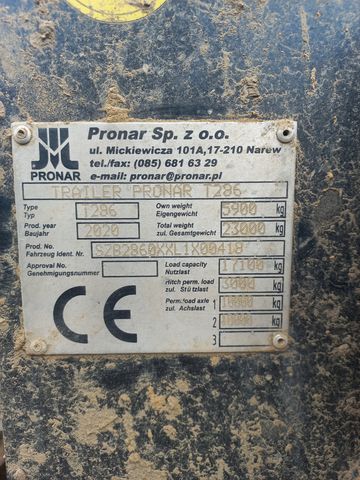 PRONAR
Pronar Sp. z o.o.
ul. Mickiewicza 101A,17-210 Narew
tel./fax: (085) 681 63 29
e-mail: pronar@pronar.pl
TRAILER PRONAR T286
Type
Typ
T286
Own weight
Eigengewicht
5900 kg
Prod. year
Baujahr
2020
Total weight
zul. Gesamtgewicht
23000 kg
Prod. No.
Fahrzeug ident. Nr.
SZB2860XXL1X00418
Approval No.
Genehmigungsnummer
Load capacity
Nutzlast
17100 kg
Hitch perm. load
zul. Stützlast
3000 kg
Perm. load axle
zul. Achslast
1
kg
2
kg
3
CE